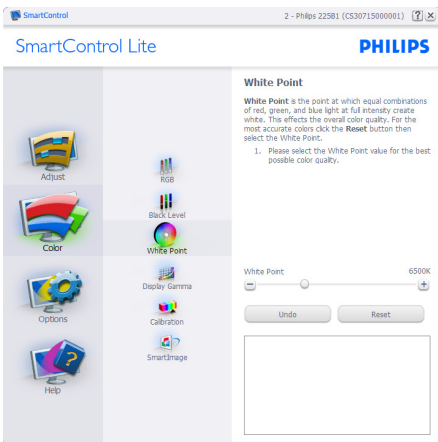 SmartControl
2 - Philips 225B1 (CS30715000001)
SmartControl Lite
PHILIPS
Adjust
Color
Options
Help
RGB
Black Level
White Point
Display Gamma
Calibration
SmartImage
White Point
White Point is the point at which equal combinations
of red, green, and blue light at full intensity create
white. This effects the overall color quality. For the
most accurate colors click the Reset button then
select the White Point value.
1. Please select the White Point value for the best
possible color quality.
White Point 6500K
Undo
Reset